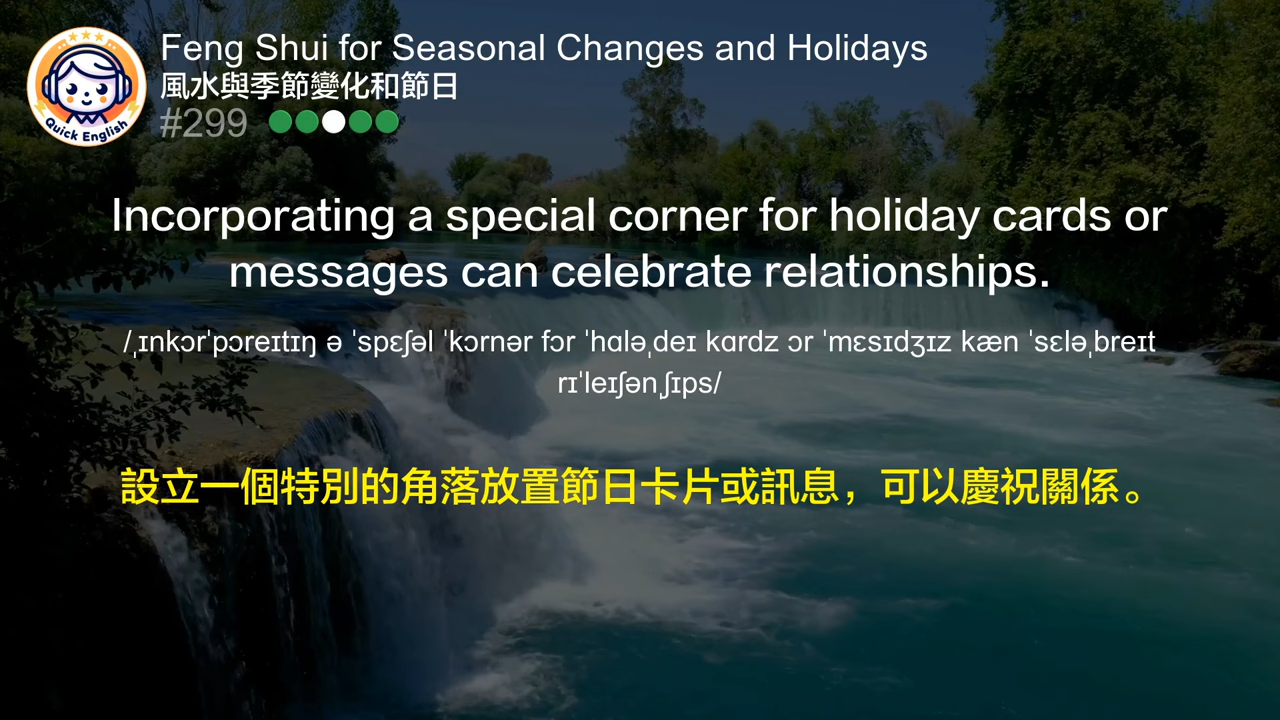 Feng Shui for Seasonal Changes and Holidays
風水與季節變化和節日
#299
Quick English
Incorporating a special corner for holiday cards or
messages can celebrate relationships.
/ˌɪnkɔrˈpɔreɪtɪŋ ə ˈspɛʃəl ˈkɔrnər fɔr ˈhɑləˌdeɪ kɑrdz ɔr ˈmɛsɪdʒɪz kæn ˈsɛləˌbreɪt
rɪˈleɪʃənˌʃɪps/
設立一個特別的角落放置節日卡片或訊息，可以慶祝關係。